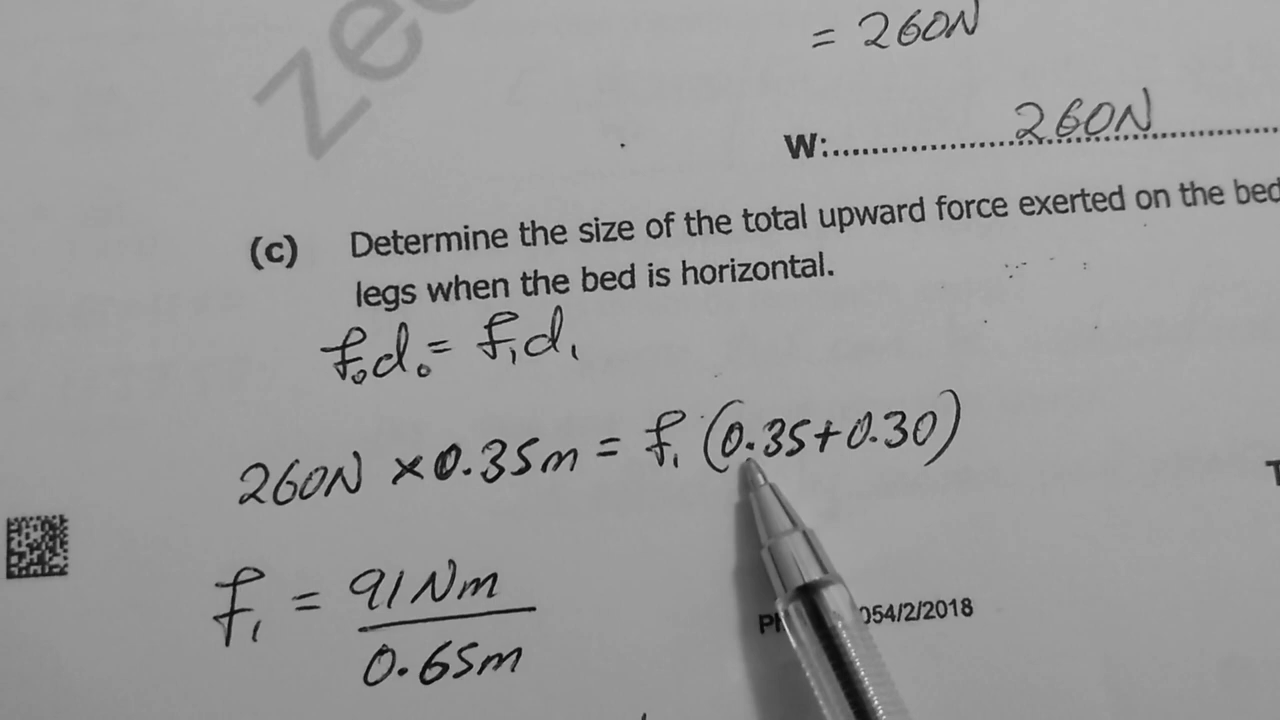 = 260N
W:.......................260N...............
(c) Determine the size of the total upward force exerted on the bed
legs when the bed is horizontal.
f₀d₀ = f₁d₁
260N × 0.35m = f₁ (0.35+0.30)
f₁ = 91Nm
0.65m
054/2/2018